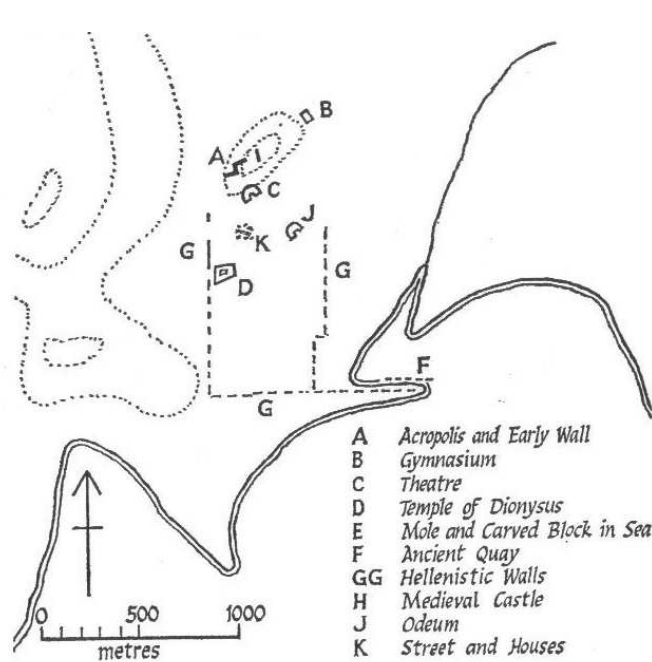 B
A
1
C
J
K
G
G
D
F
G
A Acropolis and Early Wall
B Gymnasium
C Theatre
D Temple of Dionysus
E Mole and Carved Block in Sea
F Ancient Quay
GG Hellenistic Walls
H Medieval Castle
J Odeum
K Street and Houses
0 500 1000
metres